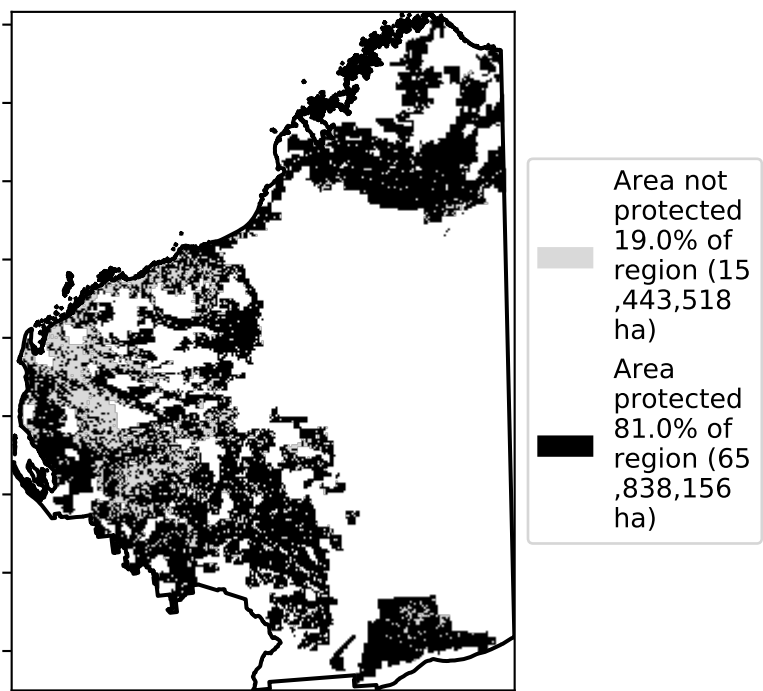 Area not
protected
19.0% of
region (15
,443,518
ha)
Area
protected
81.0% of
region (65
,838,156
ha)